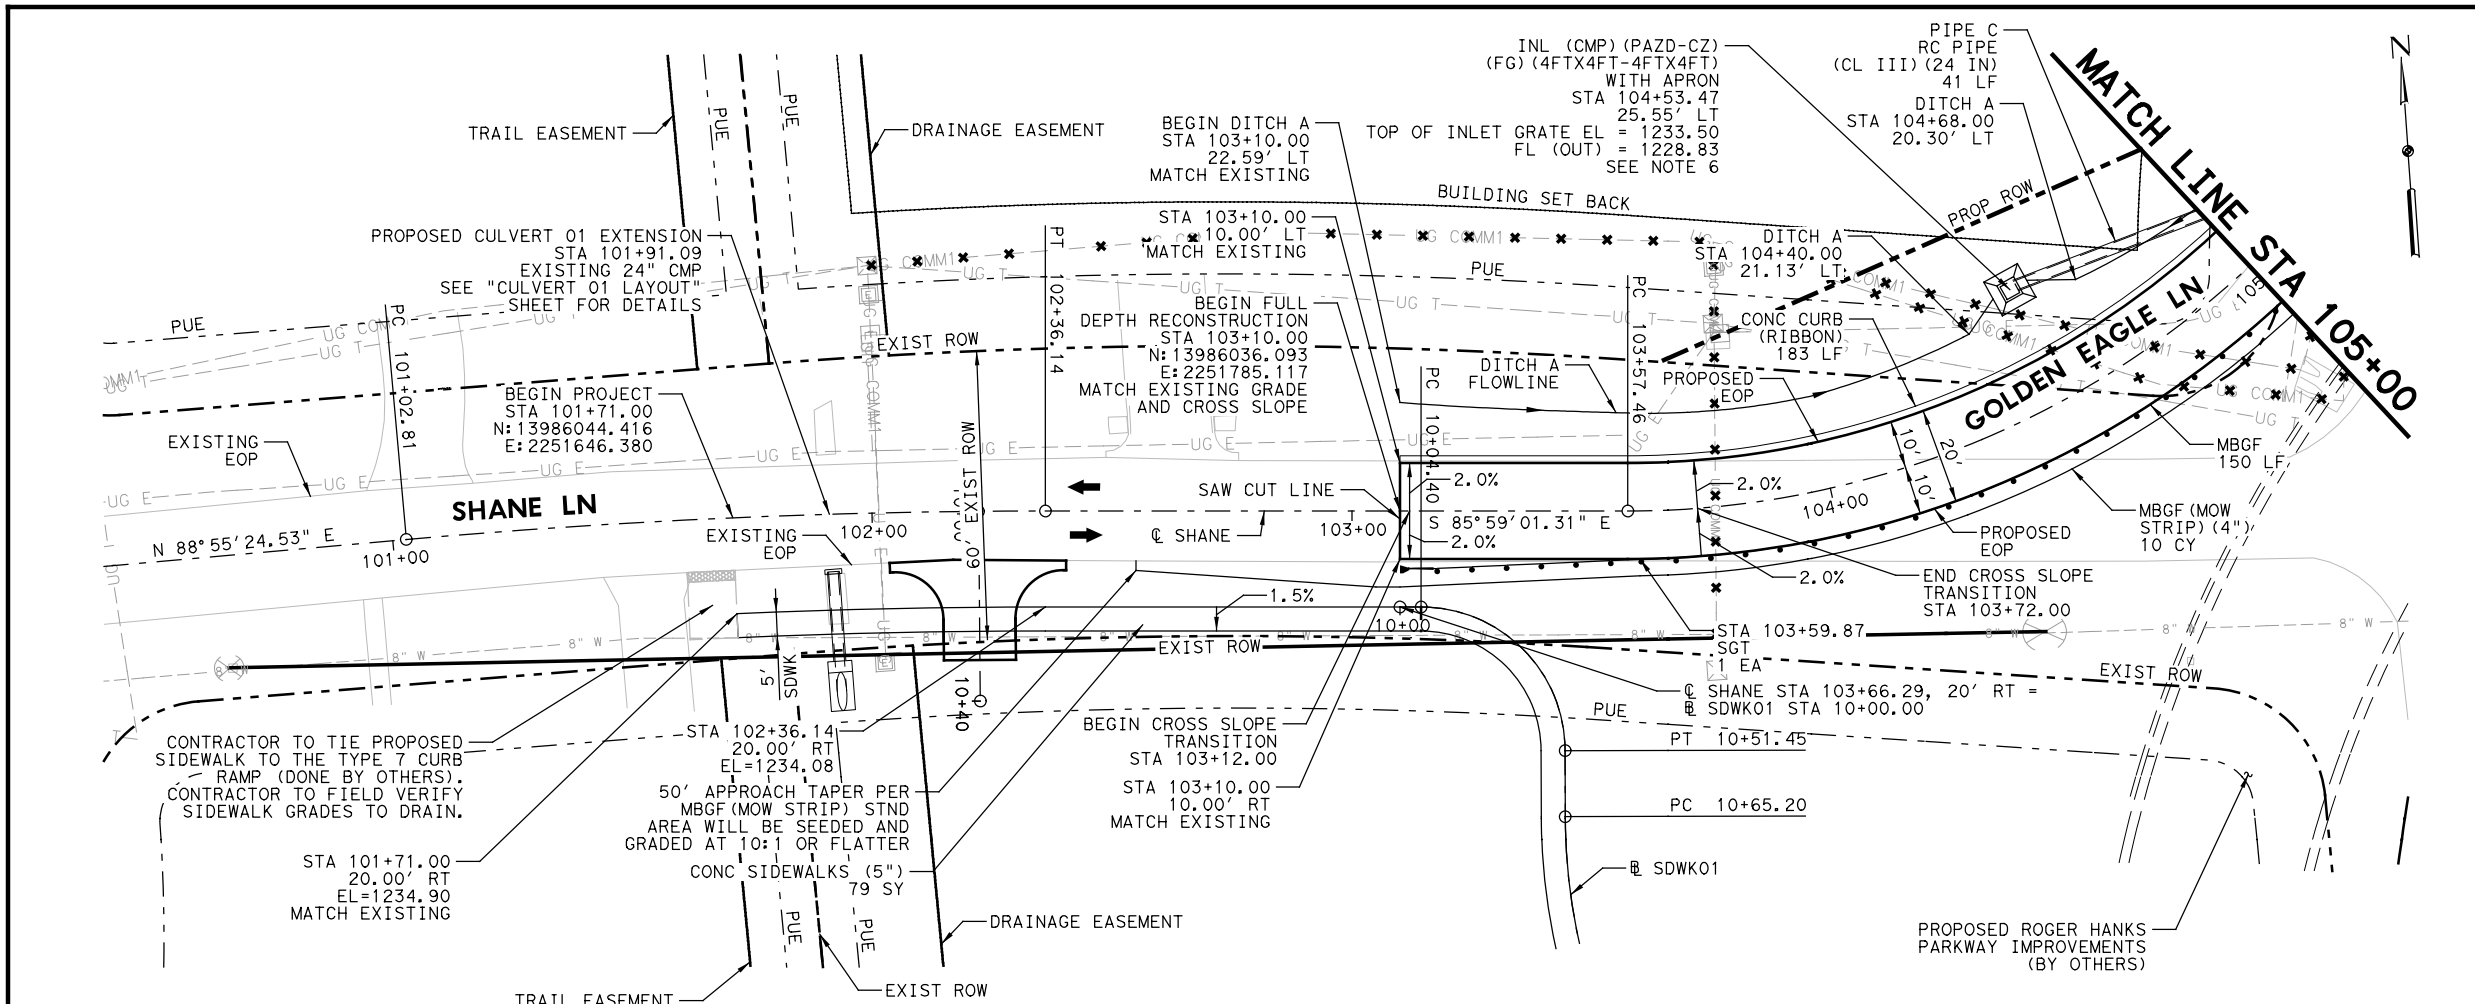 INL (CMP)(PAZD-CZ)
(FG)(4FTX4FT-4FTX4FT)
WITH APRON
STA 104+53.47
25.55' LT
TOP OF INLET GRATE EL = 1233.50
FL (OUT) = 1228.83
SEE NOTE 6
PIPE C
RC PIPE
(CL III)(24 IN)
41 LF
DITCH A
STA 104+68.00
20.30' LT
N
MATCH LINE STA 105+00
TRAIL EASEMENT
PUE
PUE
DRAINAGE EASEMENT
BEGIN DITCH A
STA 103+10.00
22.59' LT
MATCH EXISTING
BUILDING SET BACK
PROP ROW
PROPOSED CULVERT 01 EXTENSION
STA 101+91.09
EXISTING 24" CMP
SEE "CULVERT 01 LAYOUT"
SHEET FOR DETAILS
STA 103+10.00
10.00' LT
MATCH EXISTING
DITCH A
STA 104+40.00
21.13' LT
PUE
PUE
PC 101+02.81
PT 102+36.14
PC 103+57.46
PC 10+04.40
UG COMM1
UG T
UG E
BEGIN FULL
DEPTH RECONSTRUCTION
STA 103+10.00
N:13986036.093
E:2251785.117
MATCH EXISTING GRADE
AND CROSS SLOPE
CONC CURB
(RIBBON)
183 LF
EXIST ROW
DITCH A
FLOWLINE
PROPOSED
EOP
GOLDEN EAGLE LN
105
BEGIN PROJECT
STA 101+71.00
N:13986044.416
E:2251646.380
EXISTING
EOP
SHANE LN
N 88°55'24.53" E
101+00
102+00
EXISTING
EOP
60' EXIST ROW
SAW CUT LINE
℄ SHANE
103+00
S 85°59'01.31" E
2.0%
2.0%
2.0%
2.0%
10'
10'
20'
104+00
MBGF
150 LF
MBGF(MOW
STRIP)(4")
10 CY
PROPOSED
EOP
END CROSS SLOPE
TRANSITION
STA 103+72.00
1.5%
10+00
8" W
STA 103+59.87
SGT
1 EA
EXIST ROW
EXIST ROW
5' SDWK
10+40
℄ SHANE STA 103+66.29, 20' RT =
BL SDWK01 STA 10+00.00
PUE
PT 10+51.45
PC 10+65.20
BL SDWK01
CONTRACTOR TO TIE PROPOSED
SIDEWALK TO THE TYPE 7 CURB
RAMP (DONE BY OTHERS).
CONTRACTOR TO FIELD VERIFY
SIDEWALK GRADES TO DRAIN.
STA 102+36.14
20.00' RT
EL=1234.08
50' APPROACH TAPER PER
MBGF(MOW STRIP) STND
AREA WILL BE SEEDED AND
GRADED AT 10:1 OR FLATTER
CONC SIDEWALKS (5")
79 SY
BEGIN CROSS SLOPE
TRANSITION
STA 103+12.00
STA 103+10.00
10.00' RT
MATCH EXISTING
STA 101+71.00
20.00' RT
EL=1234.90
MATCH EXISTING
PUE
PUE
DRAINAGE EASEMENT
EXIST ROW
TRAIL EASEMENT
PROPOSED ROGER HANKS
PARKWAY IMPROVEMENTS
(BY OTHERS)